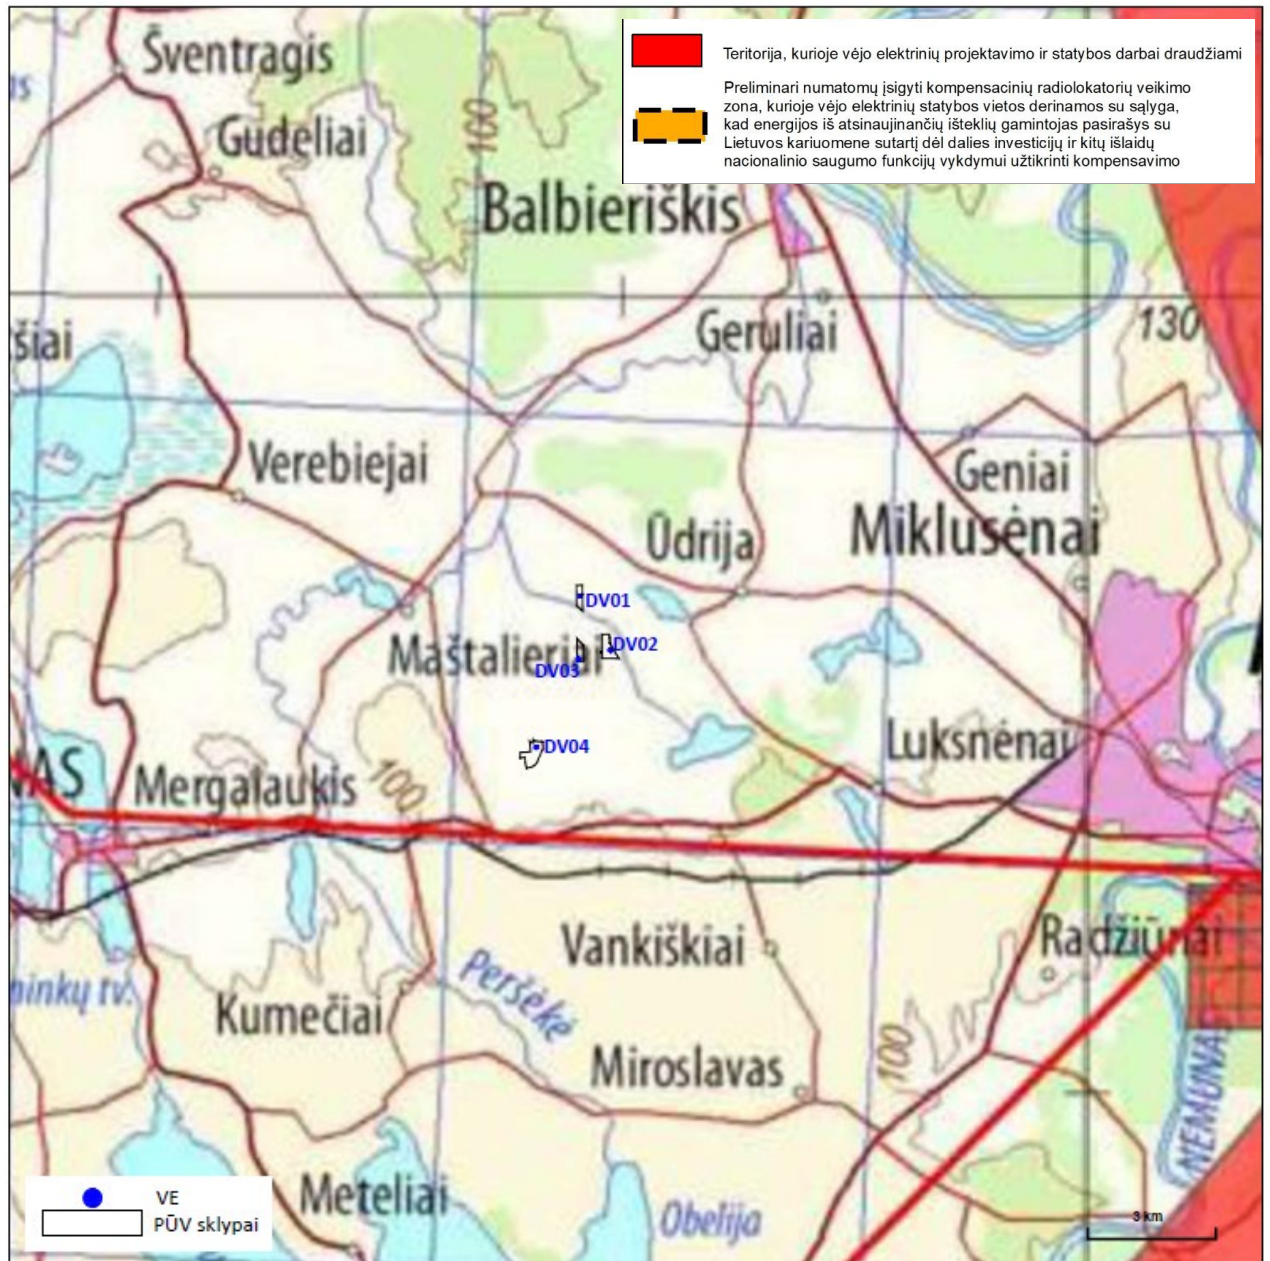 Teritorija, kurioje vėjo elektrinių projektavimo ir statybos darbai draudžiami
Preliminari numatomų įsigyti kompensacinių radiolokatorių veikimo
zona, kurioje vėjo elektrinių statybos vietos derinamos su sąlyga,
kad energijos iš atsinaujinančių išteklių gamintojas pasirašys su
Lietuvos kariuomene sutartį dėl dalies investicijų ir kitų išlaidų
nacionalinio saugumo funkcijų vykdymui užtikrinti kompensavimo
Šventragis
Gudeliai
100
Balbieriškis
Geruliai
130
šiai
Verebiejai
Geniai
Ūdrija
Miklusėnai
DV01
Maštalieriai
DV02
DV03
DV04
Luksnėnai
Mergalaukis
100
Vankiškiai
Radžiūnai
Peršėkė
Kumečiai
Miroslavas
100
NEMUNAS
Meteliai
Obelija
VE
PŪV sklypai
3 km